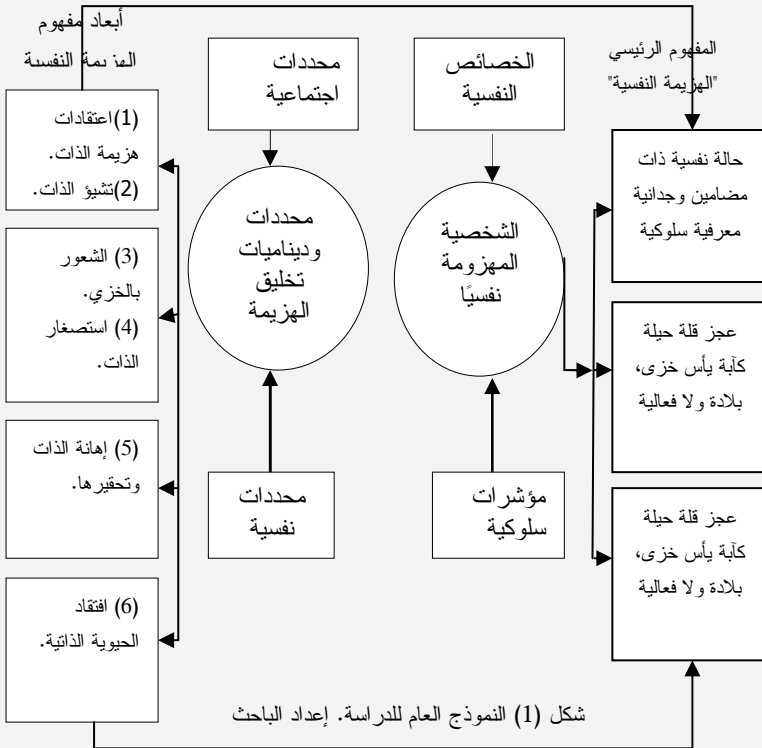 المفهوم الرئيسي
"الهزيمة النفسية"
حالة نفسية ذات
مضامين وجدانية
معرفية سلوكية
عجز قلة حيلة
كآبة يأس خزى،
بلادة ولا فعالية
عجز قلة حيلة
كآبة يأس خزى،
بلادة ولا فعالية
الخصائص
النفسية
الشخصية
المهزومة
نفسيًا
مؤشرات
سلوكية
محددات
اجتماعية
محددات
وديناميات
تخليق
الهزيمة
محددات
نفسية
أبعاد مفهوم
الهزيمة النفسية
(1)اعتقادات
هزيمة الذات.
(2)تشيؤ الذات.
(3) الشعور
بالخزي.
(4) استصغار
الذات.
(5) إهانة الذات
وتحقيرها.
(6) افتقاد
الحيوية الذاتية.
شكل (1) النموذج العام للدراسة. إعداد الباحث